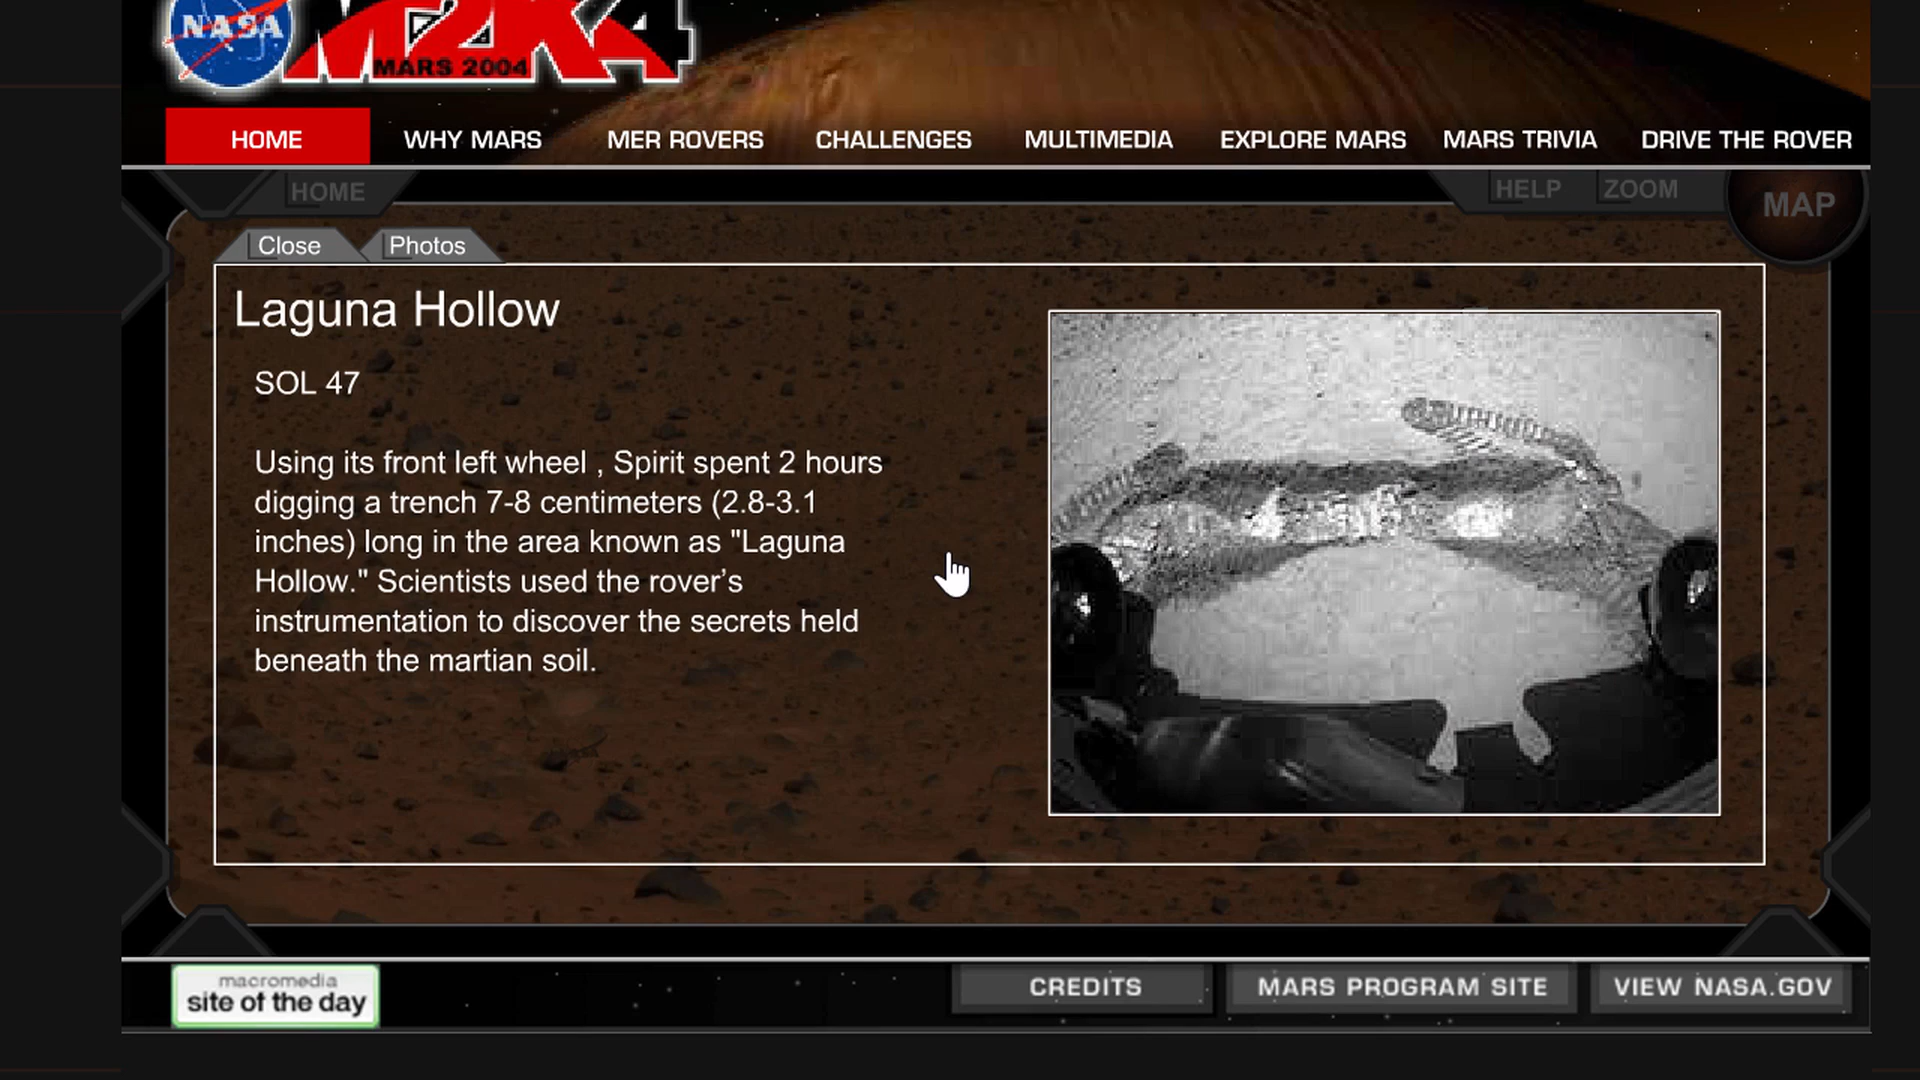 NASA
M2K4
MARS 2004
HOME
WHY MARS
MER ROVERS
CHALLENGES
MULTIMEDIA
EXPLORE MARS
MARS TRIVIA
DRIVE THE ROVER
HOME
HELP
ZOOM
MAP
Close
Photos
Laguna Hollow
SOL 47
Using its front left wheel , Spirit spent 2 hours
digging a trench 7-8 centimeters (2.8-3.1
inches) long in the area known as "Laguna
Hollow." Scientists used the rover’s
instrumentation to discover the secrets held
beneath the martian soil.
macromedia
site of the day
CREDITS
MARS PROGRAM SITE
VIEW NASA.GOV